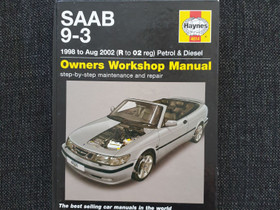 SAAB
9-3
Haynes
4614
1998 to Aug 2002 (R to 02 reg) Petrol & Diesel
Owners Workshop Manual
step-by-step maintenance and repair
The best selling car manuals in the world